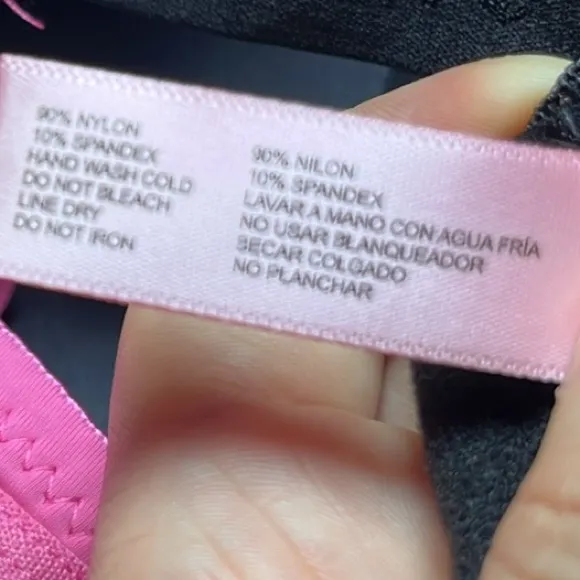 90% NYLON
10% SPANDEX
HAND WASH COLD
DO NOT BLEACH
LINE DRY
DO NOT IRON
90% NILON
10% SPANDEX
LAVAR A MANO CON AGUA FRÍA
NO USAR BLANQUEADOR
SECAR COLGADO
NO PLANCHAR